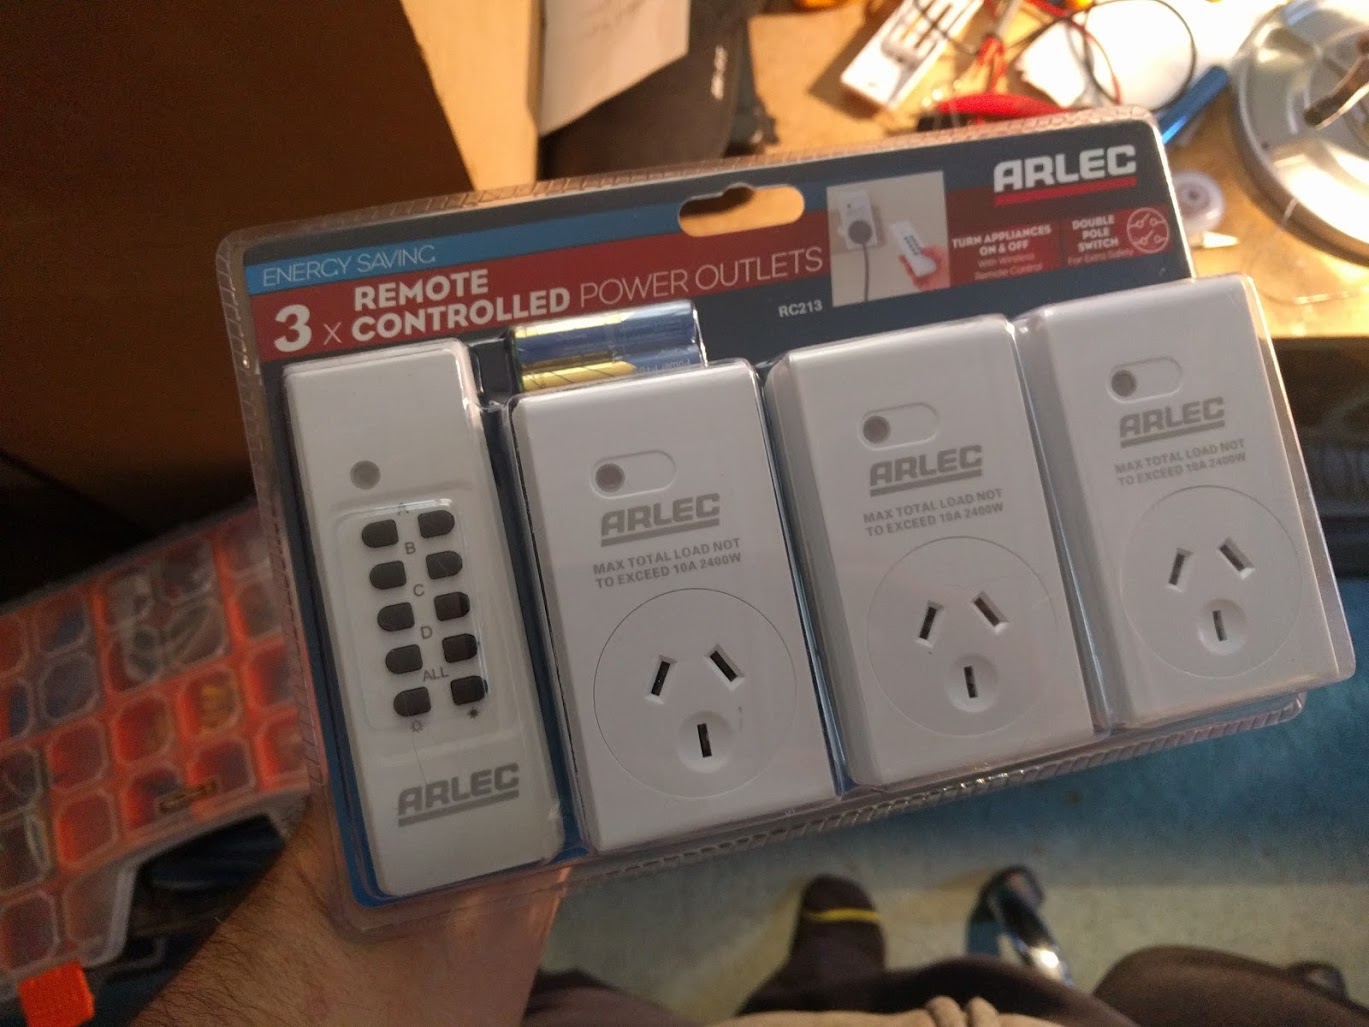 ARLEC
ENERGY SAVING
3 x REMOTE
CONTROLLED POWER OUTLETS
RC213
TURN APPLIANCES
ON & OFF
With Wireless
Remote Control
DOUBLE
POLE
SWITCH
For Extra Safety
A
B
C
D
ALL
ARLEC
ARLEC
MAX TOTAL LOAD NOT
TO EXCEED 10A 2400W
ARLEC
MAX TOTAL LOAD NOT
TO EXCEED 10A 2400W
ARLEC
MAX TOTAL LOAD NOT
TO EXCEED 10A 2400W